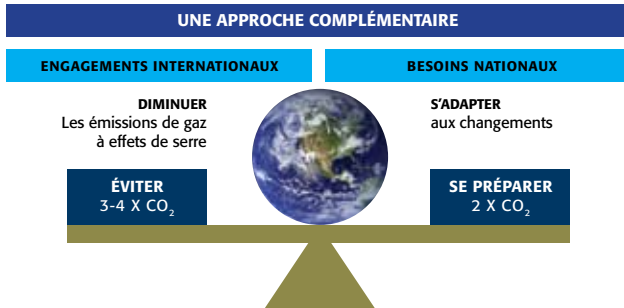 UNE APPROCHE COMPLÉMENTAIRE
ENGAGEMENTS INTERNATIONAUX
BESOINS NATIONAUX
DIMINUER
Les émissions de gaz
à effets de serre
S'ADAPTER
aux changements
ÉVITER
3-4 X CO₂
SE PRÉPARER
2 X CO₂